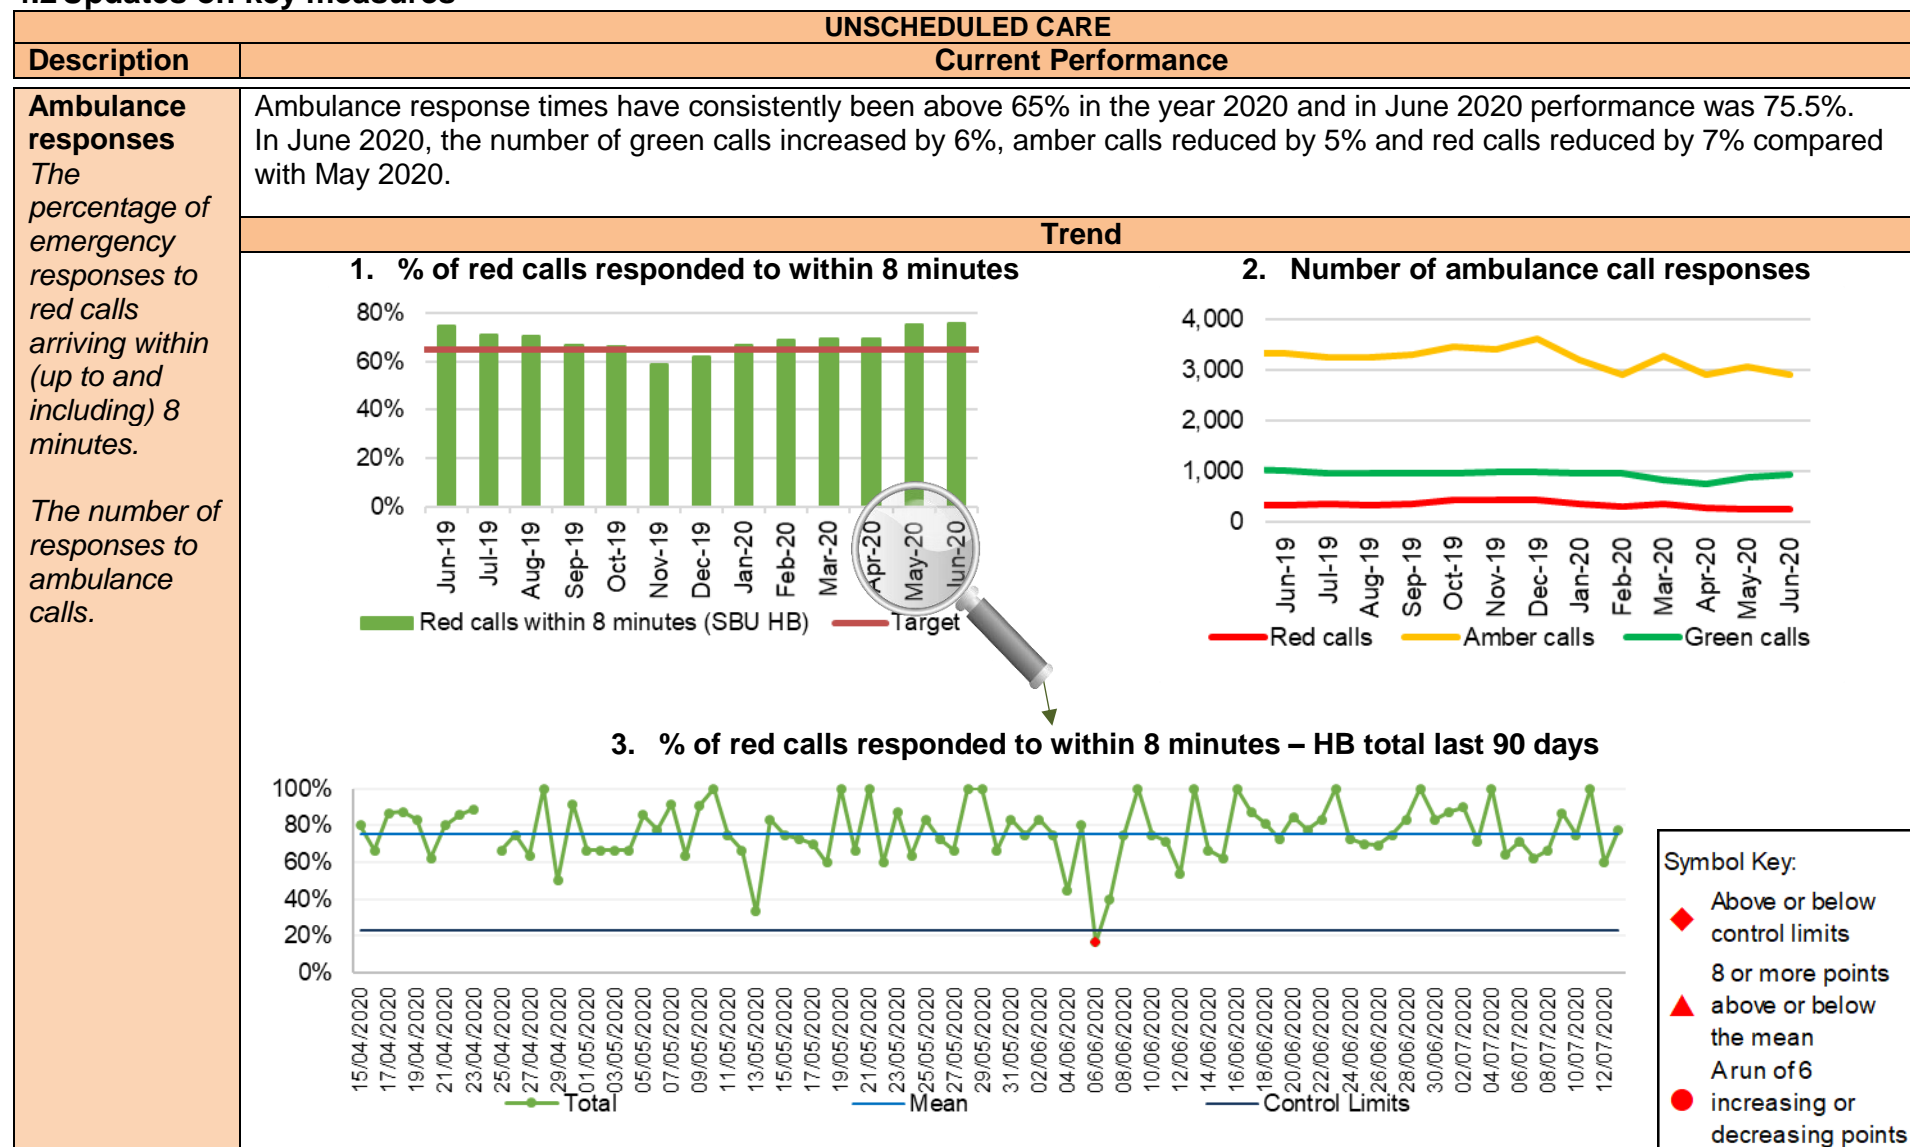 4.2 Updates on key measures
UNSCHEDULED CARE
Description
Current Performance
Ambulance
responses
The
percentage of
emergency
responses to
red calls
arriving within
(up to and
including) 8
minutes.
The number of
responses to
ambulance
calls.
Ambulance response times have consistently been above 65% in the year 2020 and in June 2020 performance was 75.5%.
In June 2020, the number of green calls increased by 6%, amber calls reduced by 5% and red calls reduced by 7% compared
with May 2020.
Trend
1. % of red calls responded to within 8 minutes
80%
60%
40%
20%
0%
Jun-19
Jul-19
Aug-19
Sep-19
Oct-19
Nov-19
Dec-19
Jan-20
Feb-20
Mar-20
Apr-20
May-20
Jun-20
Red calls within 8 minutes (SBU HB)
Target
2. Number of ambulance call responses
4,000
3,000
2,000
1,000
0
Jun-19
Jul-19
Aug-19
Sep-19
Oct-19
Nov-19
Dec-19
Jan-20
Feb-20
Mar-20
Apr-20
May-20
Jun-20
Red calls
Amber calls
Green calls
3. % of red calls responded to within 8 minutes – HB total last 90 days
100%
80%
60%
40%
20%
0%
15/04/2020
17/04/2020
19/04/2020
21/04/2020
23/04/2020
25/04/2020
27/04/2020
29/04/2020
01/05/2020
03/05/2020
05/05/2020
07/05/2020
09/05/2020
11/05/2020
13/05/2020
15/05/2020
17/05/2020
19/05/2020
21/05/2020
23/05/2020
25/05/2020
27/05/2020
29/05/2020
31/05/2020
02/06/2020
04/06/2020
06/06/2020
08/06/2020
10/06/2020
12/06/2020
14/06/2020
16/06/2020
18/06/2020
20/06/2020
22/06/2020
24/06/2020
26/06/2020
28/06/2020
30/06/2020
02/07/2020
04/07/2020
06/07/2020
08/07/2020
10/07/2020
12/07/2020
Total
Mean
Control Limits
Symbol Key:
Above or below
control limits
8 or more points
above or below
the mean
A run of 6
increasing or
decreasing points